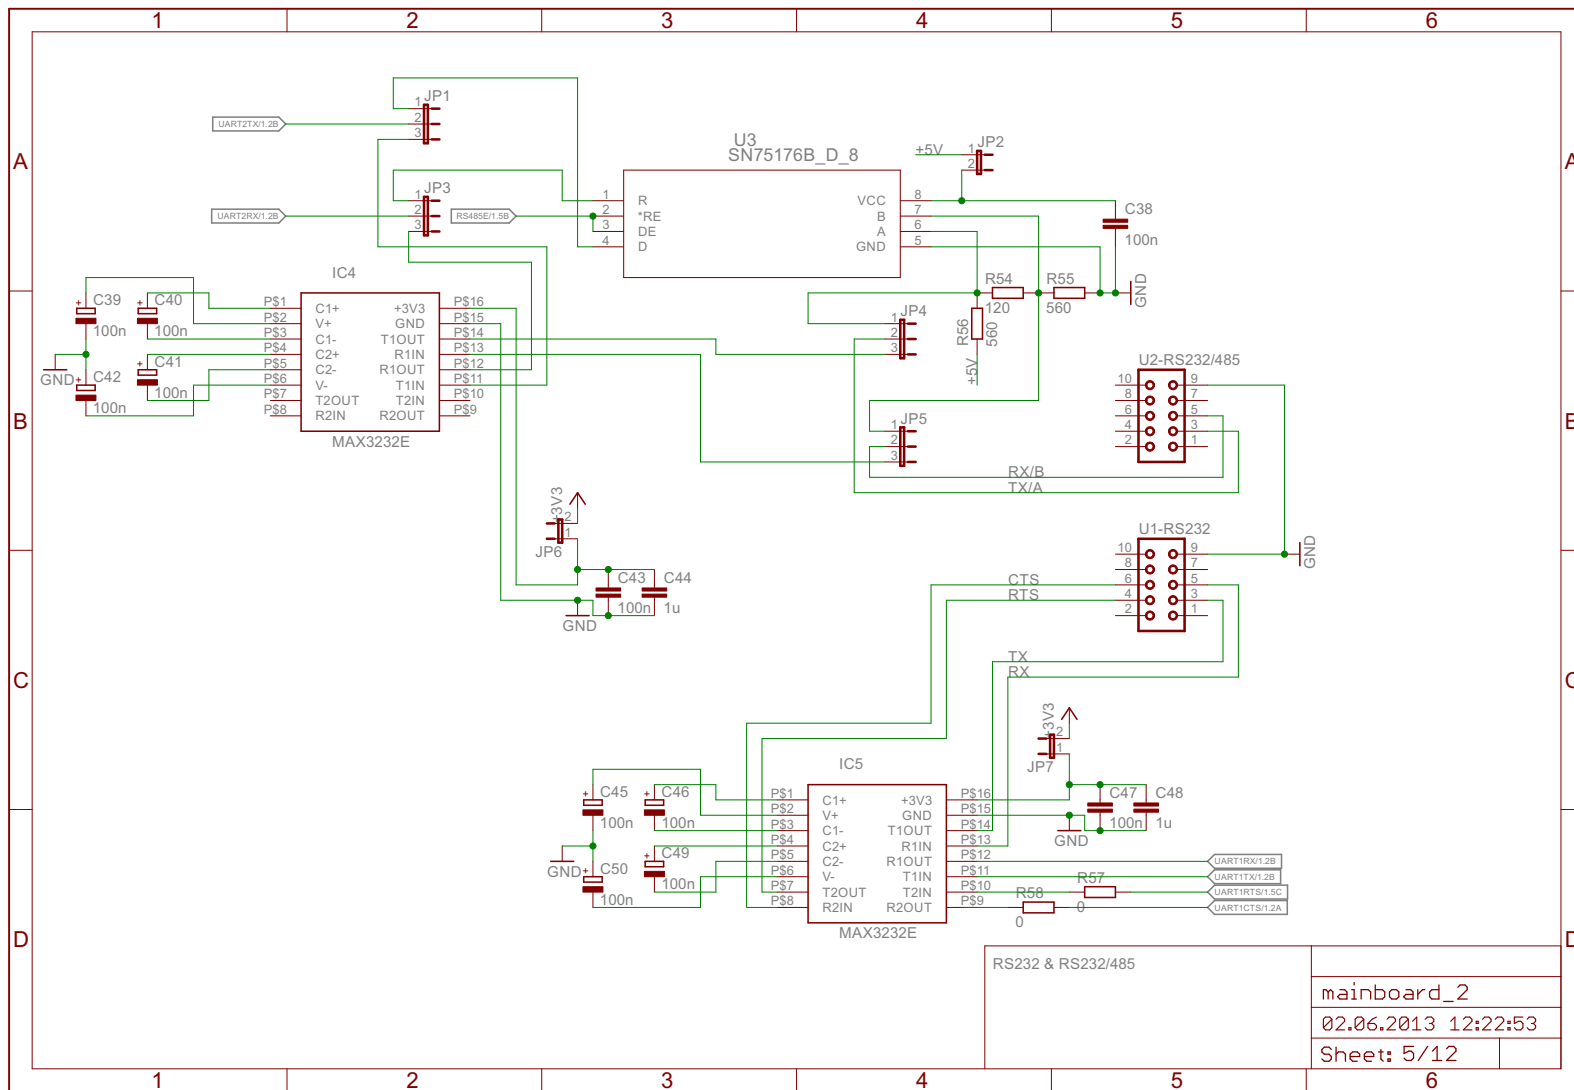 1 2 3 4 5 6
A A
B B
C C
D D
1 2 3 4 5 6
JP1
1
2
3
UART2TX/1.2B
JP3
1
2
3
UART2RX/1.2B
RS485E/1.5B
U3
SN75176B_D_8
1 R
2 *RE
3 DE
4 D
VCC 8
B 7
A 6
GND 5
+5V
JP2
1
2
C38
100n
GND
R54
120
R55
560
R56
560
+5V
IC4
P$1 C1+
P$2 V+
P$3 C1-
P$4 C2+
P$5 C2-
P$6 V-
P$7 T2OUT
P$8 R2IN
+3V3 P$16
GND P$15
T1OUT P$14
R1IN P$13
R1OUT P$12
T1IN P$11
T2IN P$10
R2OUT P$9
MAX3232E
+ C39
100n
+ C40
100n
+ C41
100n
+ C42
100n
GND
JP4
1
2
3
JP5
1
2
3
RX/B
TX/A
U2-RS232/485
10 9
8 7
6 5
4 3
2 1
+3V3
2
1
JP6
C43
100n
C44
1u
GND
U1-RS232
10 9
8 7
6 5
4 3
2 1
GND
CTS
RTS
TX
RX
+3V3
2
1
JP7
C47
100n
C48
1u
GND
IC5
P$1 C1+
P$2 V+
P$3 C1-
P$4 C2+
P$5 C2-
P$6 V-
P$7 T2OUT
P$8 R2IN
+3V3 P$16
GND P$15
T1OUT P$14
R1IN P$13
R1OUT P$12
T1IN P$11
T2IN P$10
R2OUT P$9
MAX3232E
+ C45
100n
+ C46
100n
+ C49
100n
+ C50
100n
GND
R57
0
R58
0
UART1RX/1.2B
UART1TX/1.2B
UART1RTS/1.5C
UART1CTS/1.2A
RS232 & RS232/485
mainboard_2
02.06.2013 12:22:53
Sheet: 5/12